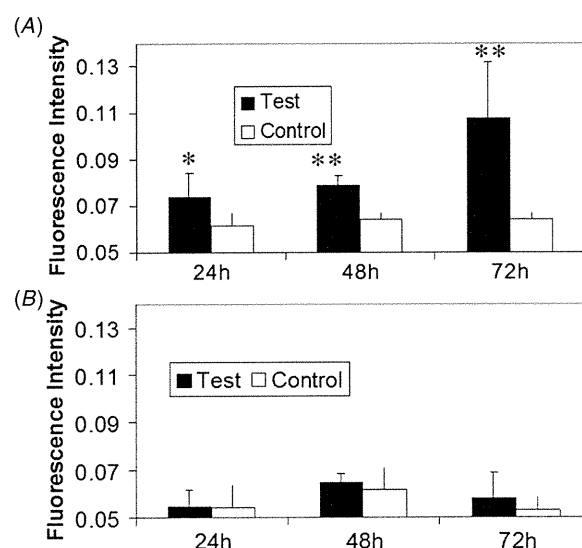 (A)
Fluorescence Intensity
0.13
0.11
0.09
0.07
0.05
Test
Control
*
**
**
24h 48h 72h
(B)
Fluorescence Intensity
0.13
0.11
0.09
0.07
0.05
Test Control
24h 48h 72h